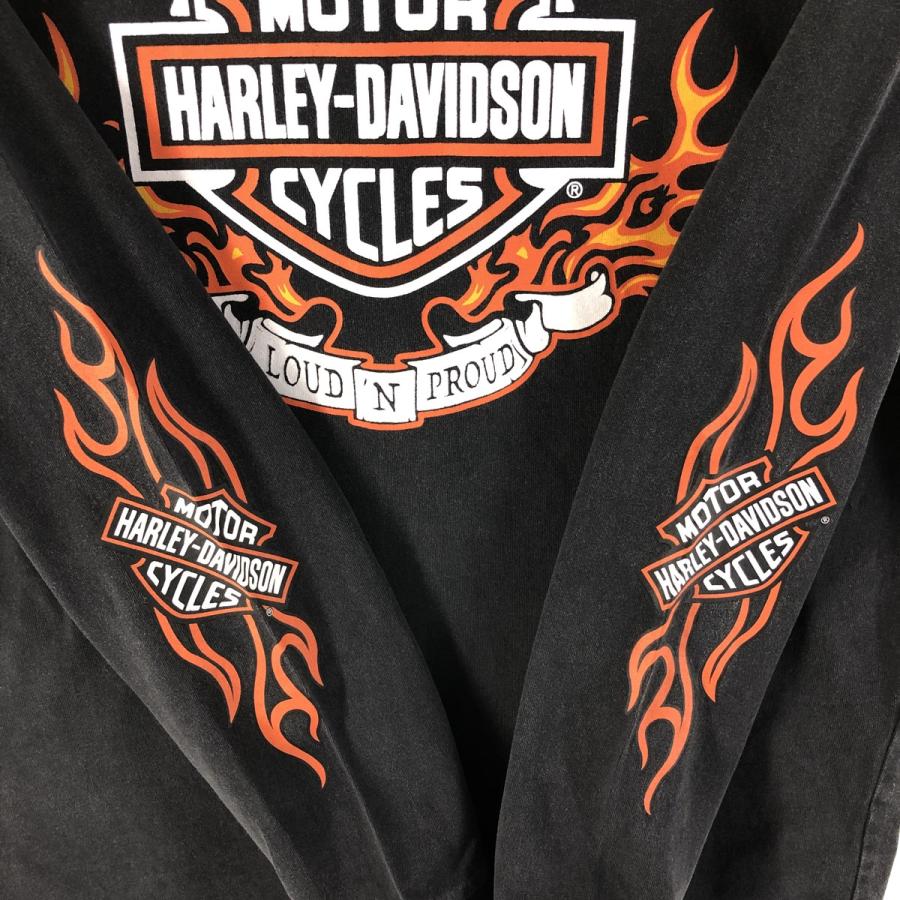 MOTOR
HARLEY-DAVIDSON
CYCLES ®
LOUD 'N PROUD
MOTOR
HARLEY-DAVIDSON
CYCLES ®
MOTOR
HARLEY-DAVIDSON ®
CYCLES